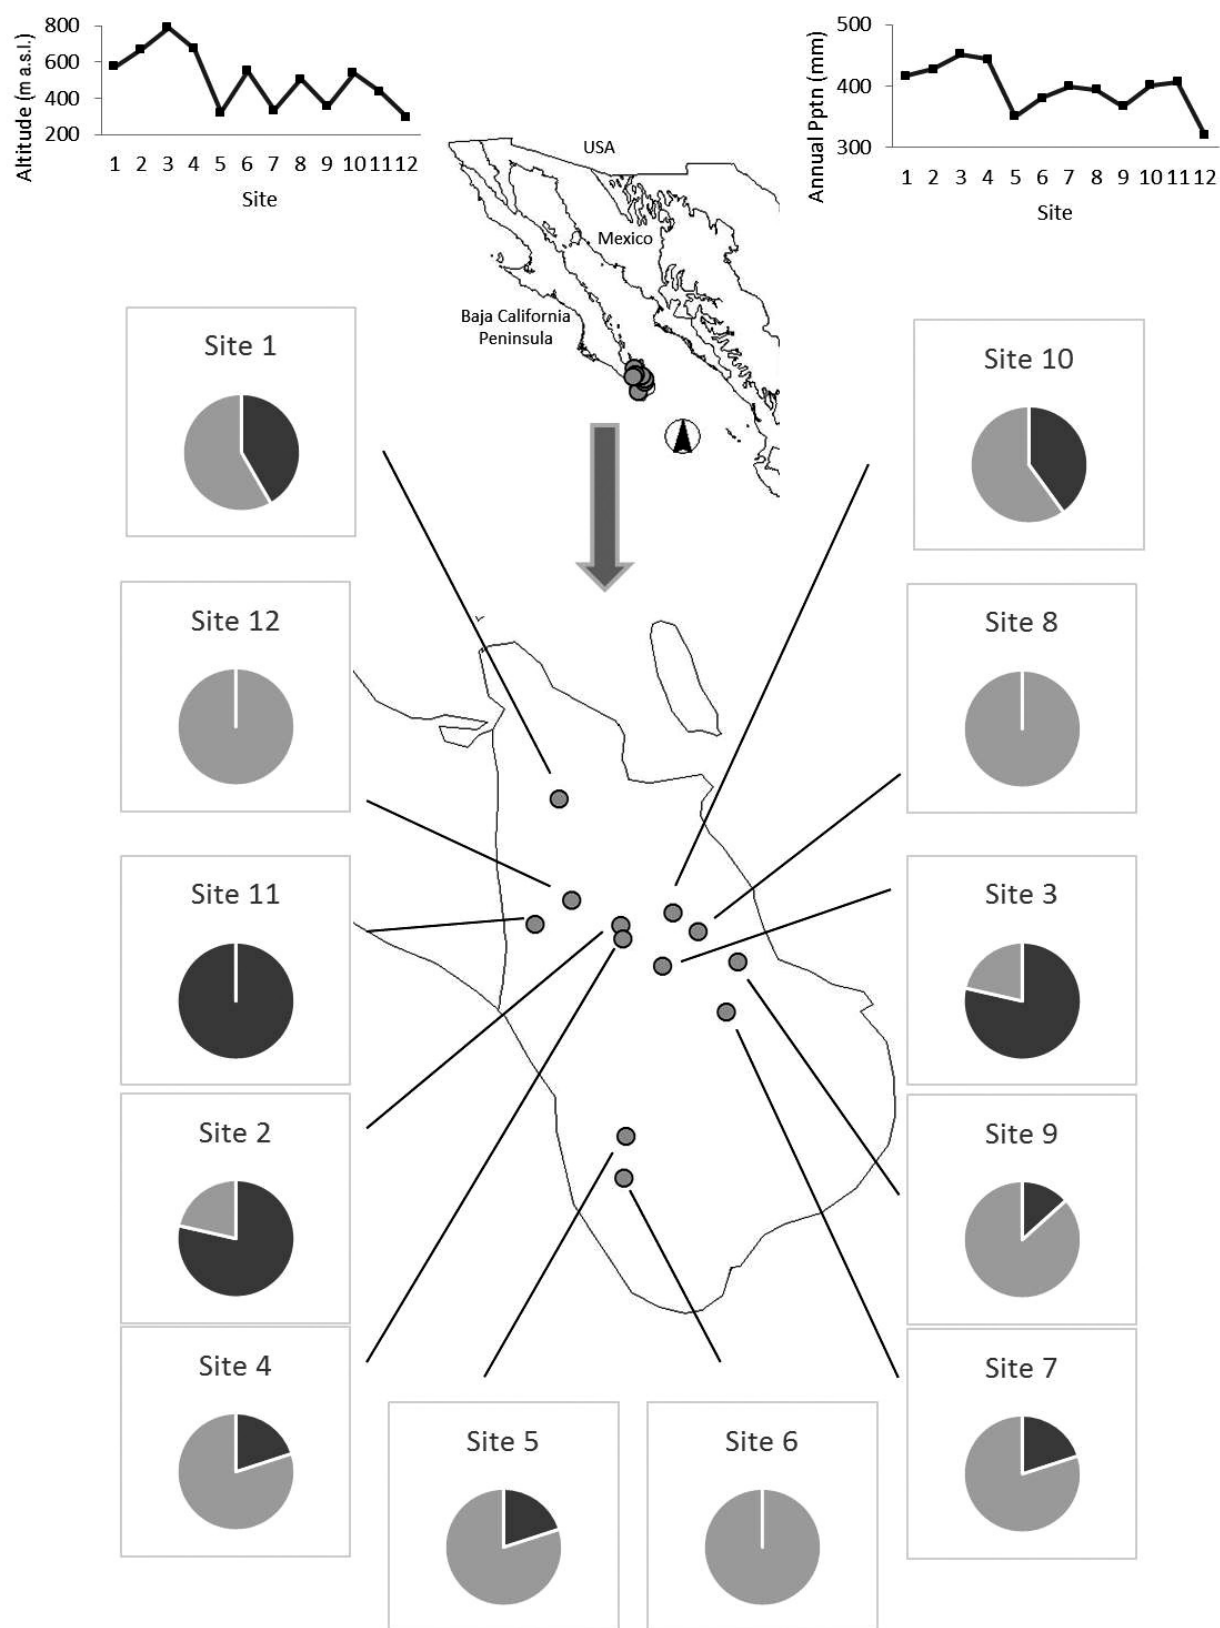 800
600
400
200
Altitude (m a.s.l.)
1 2 3 4 5 6 7 8 9 10 11 12
Site
500
400
300
Annual Pptn (mm)
1 2 3 4 5 6 7 8 9 10 11 12
Site
USA
Mexico
Baja California
Peninsula
Site 1
Site 10
Site 12
Site 8
Site 11
Site 3
Site 2
Site 9
Site 4
Site 7
Site 5
Site 6